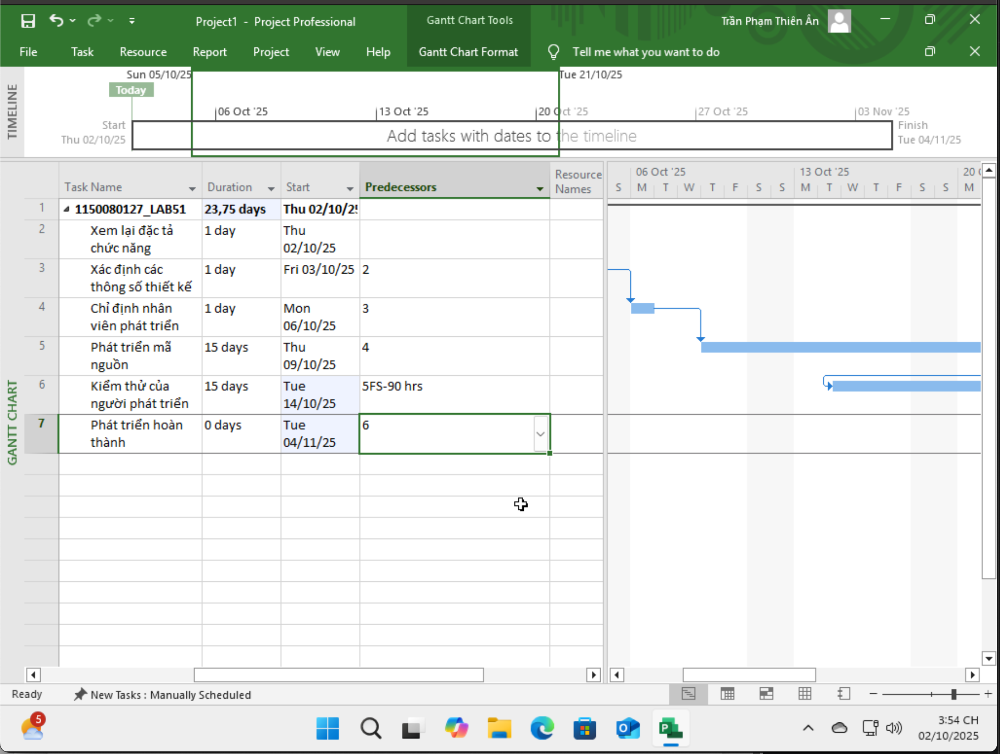 Project1 - Project Professional
Gantt Chart Tools
Trần Phạm Thiên Ân
File Task Resource Report Project View Help Gantt Chart Format Tell me what you want to do
TIMELINE
Sun 05/10/25
Tue 21/10/25
Today
06 Oct '25
13 Oct '25
20 Oct '25
27 Oct '25
03 Nov '25
Start
Thu 02/10/25
Add tasks with dates to the timeline
Finish
Tue 04/11/25
GANTT CHART
Task Name Duration Start Predecessors Resource Names
06 Oct '25 13 Oct '25 20
S M T W T F S S M T W T F S S M
1 1150080127_LAB51 23,75 days Thu 02/10/25
2 Xem lại đặc tả chức năng 1 day Thu 02/10/25
3 Xác định các thông số thiết kế 1 day Fri 03/10/25 2
4 Chỉ định nhân viên phát triển 1 day Mon 06/10/25 3
5 Phát triển mã nguồn 15 days Thu 09/10/25 4
6 Kiểm thử của người phát triển 15 days Tue 14/10/25 5FS-90 hrs
7 Phát triển hoàn thành 0 days Tue 04/11/25 6
Ready New Tasks : Manually Scheduled
5
3:54 CH
02/10/2025